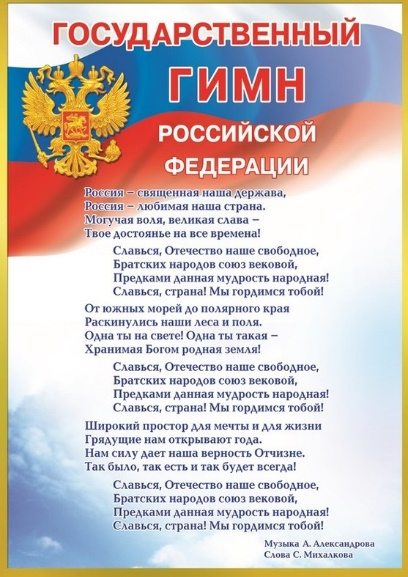 ГОСУДАРСТВЕННЫЙ
ГИМН
РОССИЙСКОЙ
ФЕДЕРАЦИИ
Россия – священная наша держава,
Россия – любимая наша страна.
Могучая воля, великая слава –
Твое достоянье на все времена!
Славься, Отечество наше свободное,
Братских народов союз вековой,
Предками данная мудрость народная!
Славься, страна! Мы гордимся тобой!
От южных морей до полярного края
Раскинулись наши леса и поля.
Одна ты на свете! Одна ты такая –
Хранимая Богом родная земля!
Славься, Отечество наше свободное,
Братских народов союз вековой,
Предками данная мудрость народная!
Славься, страна! Мы гордимся тобой!
Широкий простор для мечты и для жизни
Грядущие нам открывают года.
Нам силу дает наша верность Отчизне.
Так было, так есть и так будет всегда!
Славься, Отечество наше свободное,
Братских народов союз вековой,
Предками данная мудрость народная!
Славься, страна! Мы гордимся тобой!
Музыка А. Александрова
Слова С. Михалкова